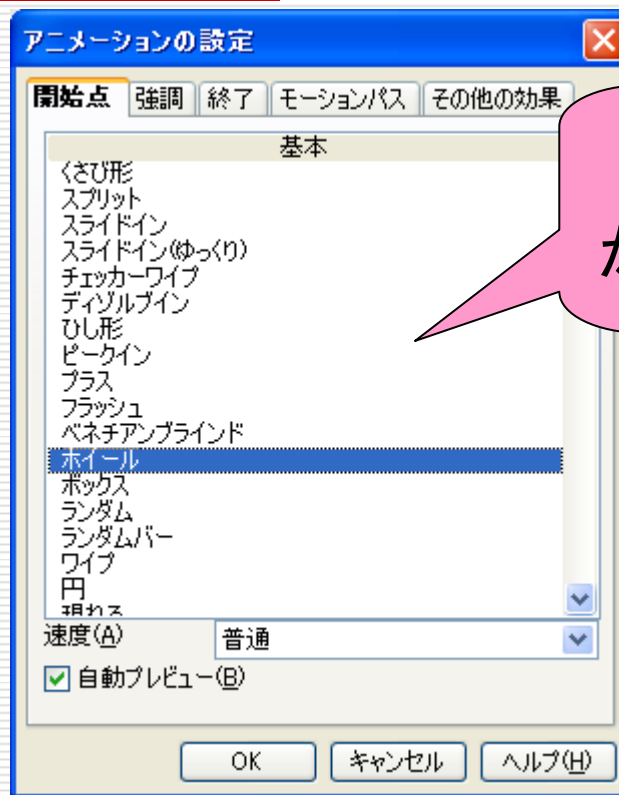 アニメーションの設定
開始点 強調 終了 モーションパス その他の効果
基本
くさび形
スプリット
スライドイン
スライドイン(ゆっくり)
チェッカーワイプ
ディゾルブイン
ひし形
ピークイン
プラス
フラッシュ
ベネチアンブラインド
ホイール
ボックス
ランダム
ランダムバー
ワイプ
円
現れる
速度(A) 普通
自動プレビュー(B)
OK キャンセル ヘルプ(H)